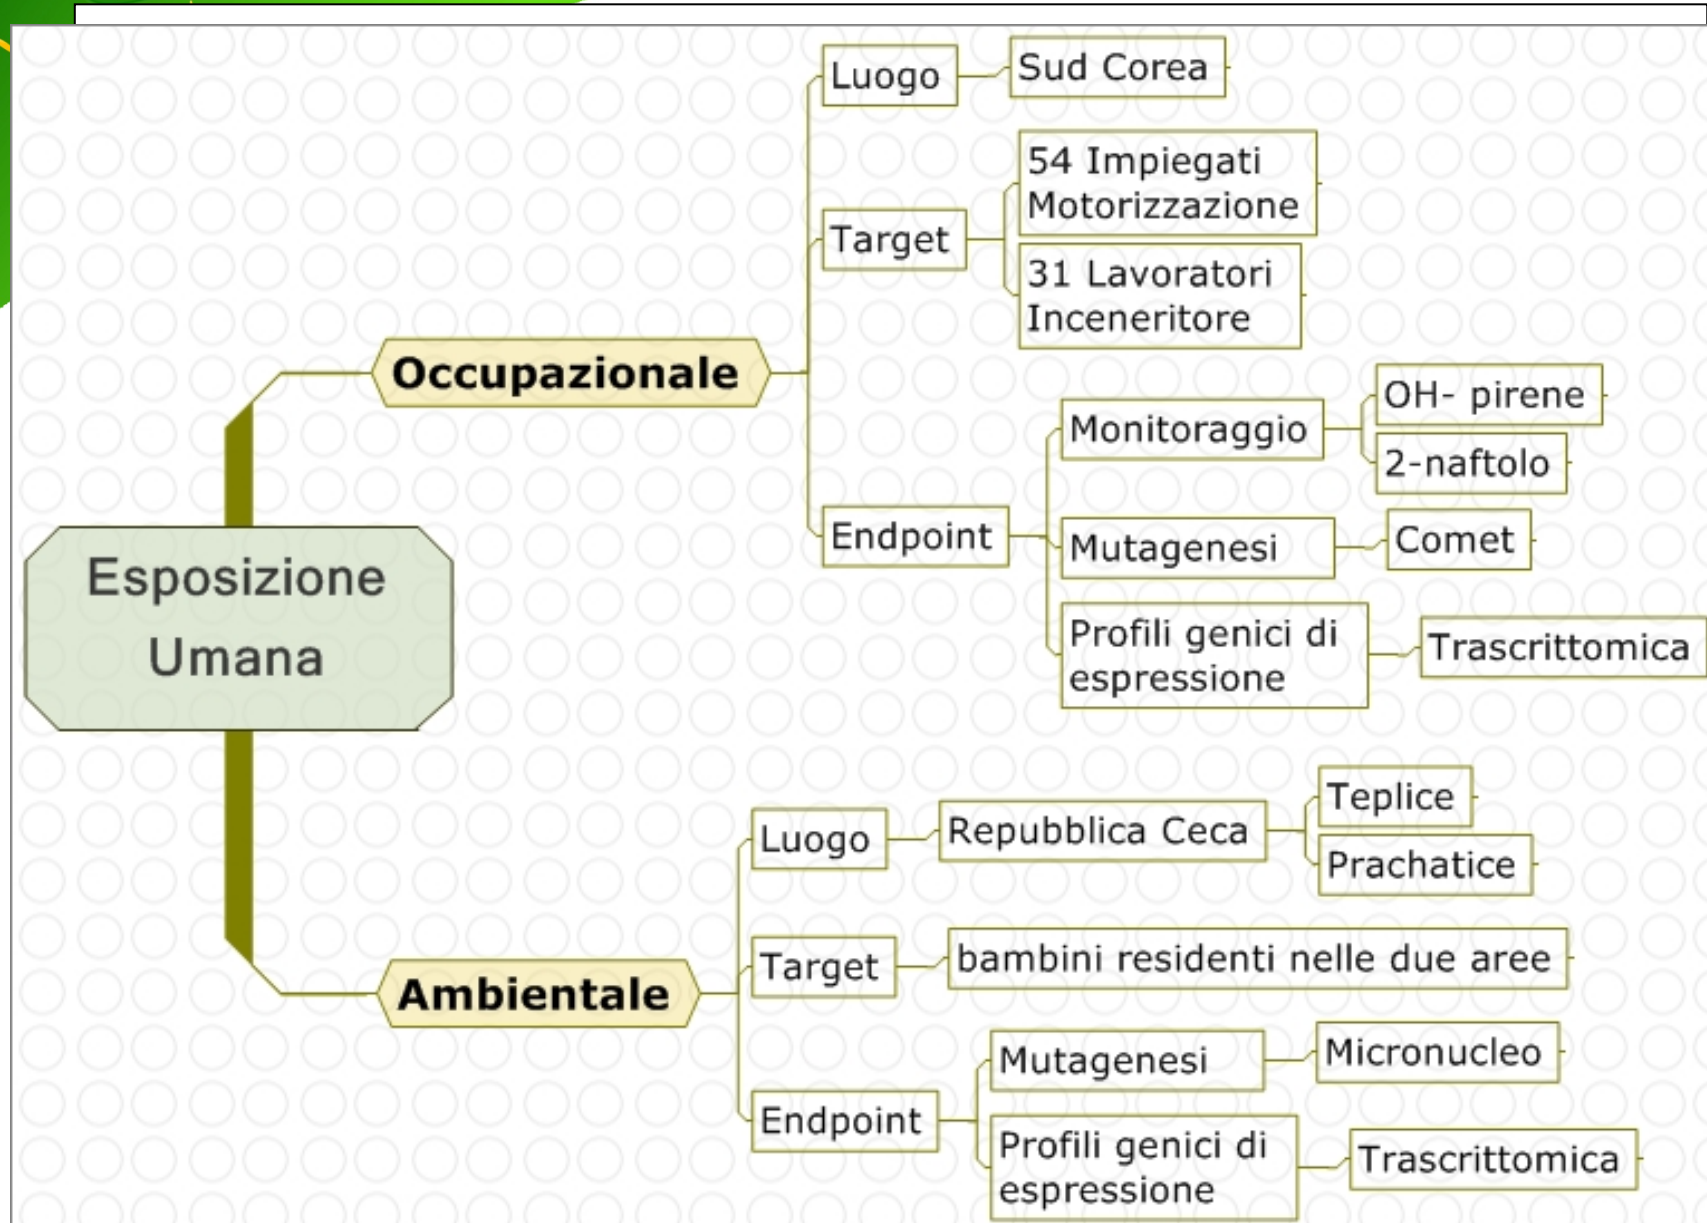 Esposizione
Umana
Occupazionale
Luogo
Sud Corea
Target
54 Impiegati
Motorizzazione
31 Lavoratori
Inceneritore
Endpoint
Monitoraggio
OH- pirene
2-naftolo
Mutagenesi
Comet
Profili genici di
espressione
Trascrittomica
Ambientale
Luogo
Repubblica Ceca
Teplice
Prachatice
Target
bambini residenti nelle due aree
Endpoint
Mutagenesi
Micronucleo
Profili genici di
espressione
Trascrittomica